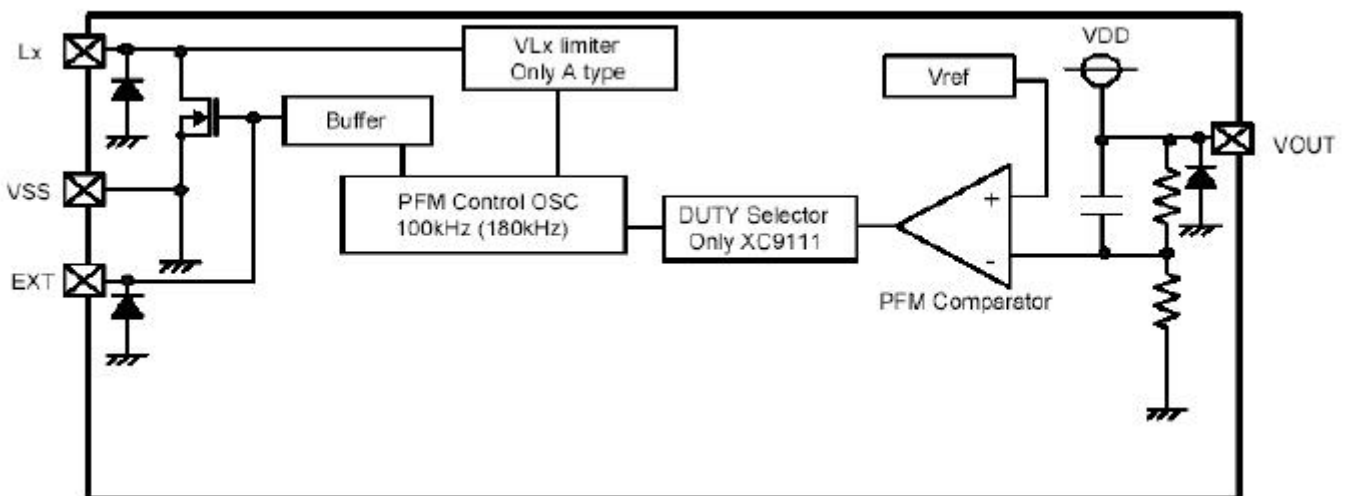 Lx
VLx limiter
Only A type
VDD
Vref
Buffer
VOUT
VSS
PFM Control OSC
100kHz (180kHz)
DUTY Selector
Only XC9111
+
-
EXT
PFM Comparator